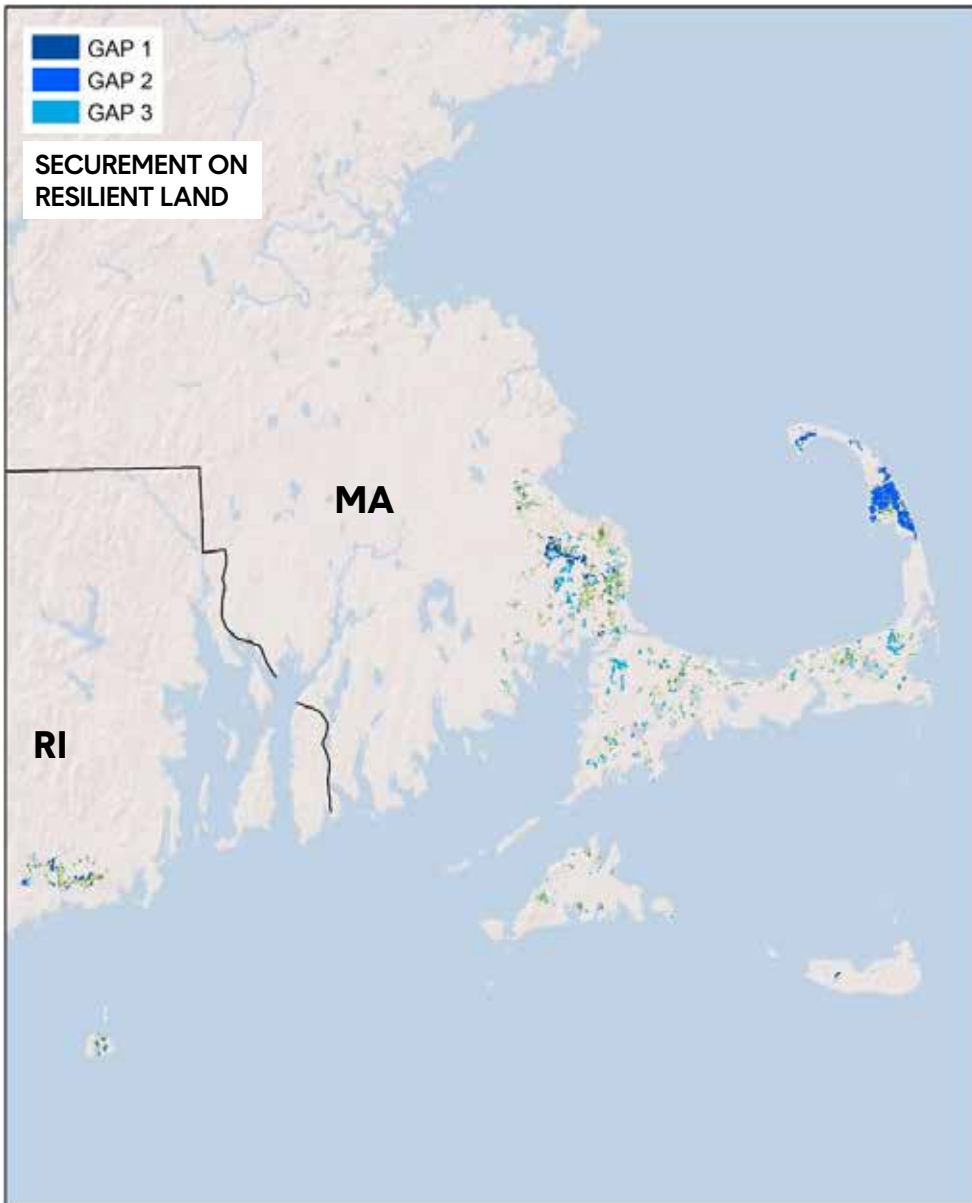 GAP 1
GAP 2
GAP 3
SECUREMENT ON
RESILIENT LAND
MA
RI